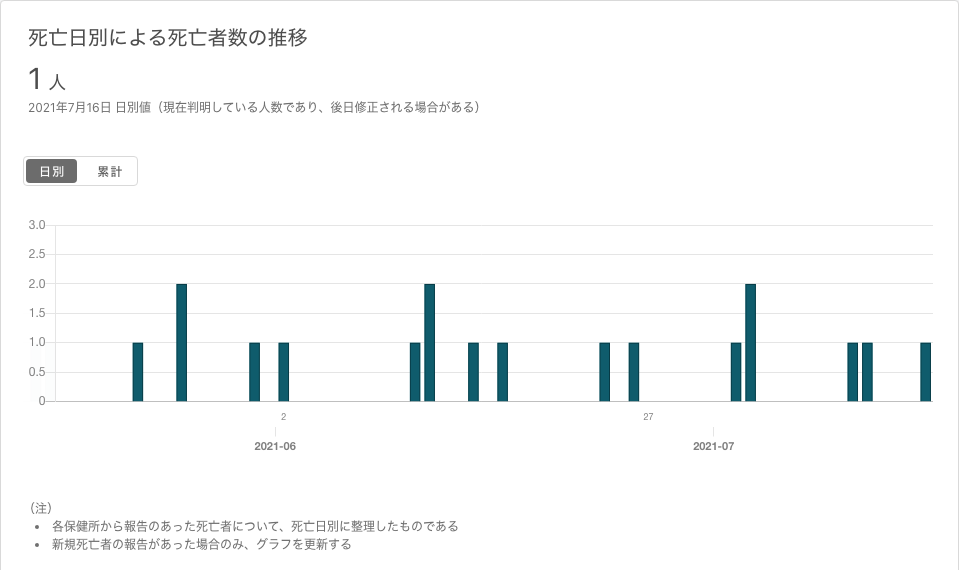 死亡日別による死亡者数の推移
1 人
2021年7月16日 日別値（現在判明している人数であり、後日修正される場合がある）
日別 累計
3.0
2.5
2.0
1.5
1.0
0.5
0
2 27
2021-06 2021-07
（注）
• 各保健所から報告のあった死亡者について、死亡日別に整理したものである
• 新規死亡者の報告があった場合のみ、グラフを更新する